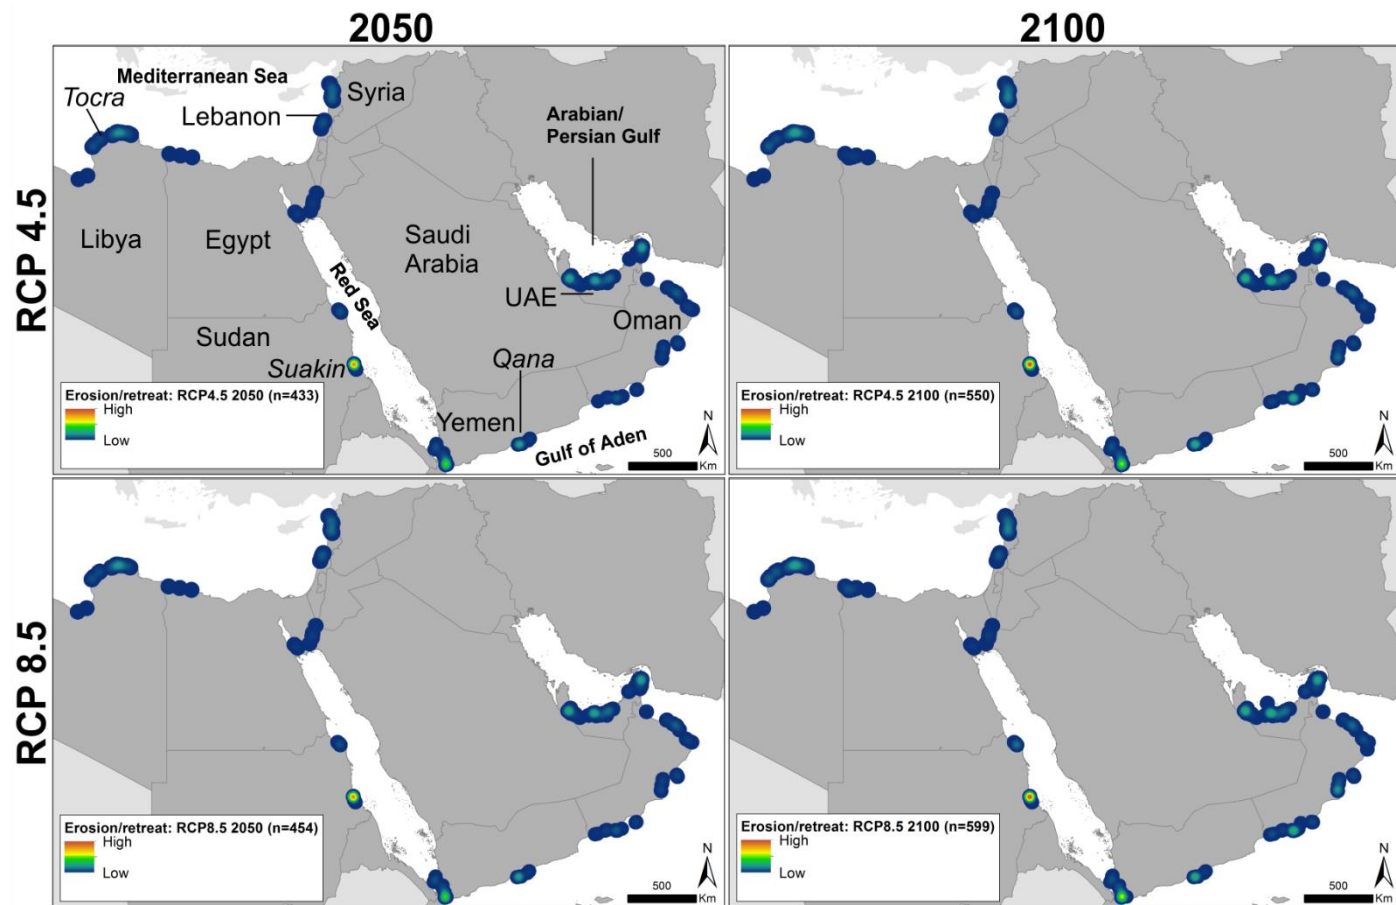 2050
2100
RCP 4.5
Mediterranean Sea
Tocra
Lebanon
Syria
Arabian/
Persian Gulf
Libya
Egypt
Saudi
Arabia
Red Sea
UAE
Oman
Sudan
Suakin
Qana
Yemen
Gulf of Aden
Erosion/retreat: RCP4.5 2050 (n=433)
High
Low
N
500
Km
Erosion/retreat: RCP4.5 2100 (n=550)
High
Low
N
500
Km
RCP 8.5
Erosion/retreat: RCP8.5 2050 (n=454)
High
Low
N
500
Km
Erosion/retreat: RCP8.5 2100 (n=599)
High
Low
N
500
Km